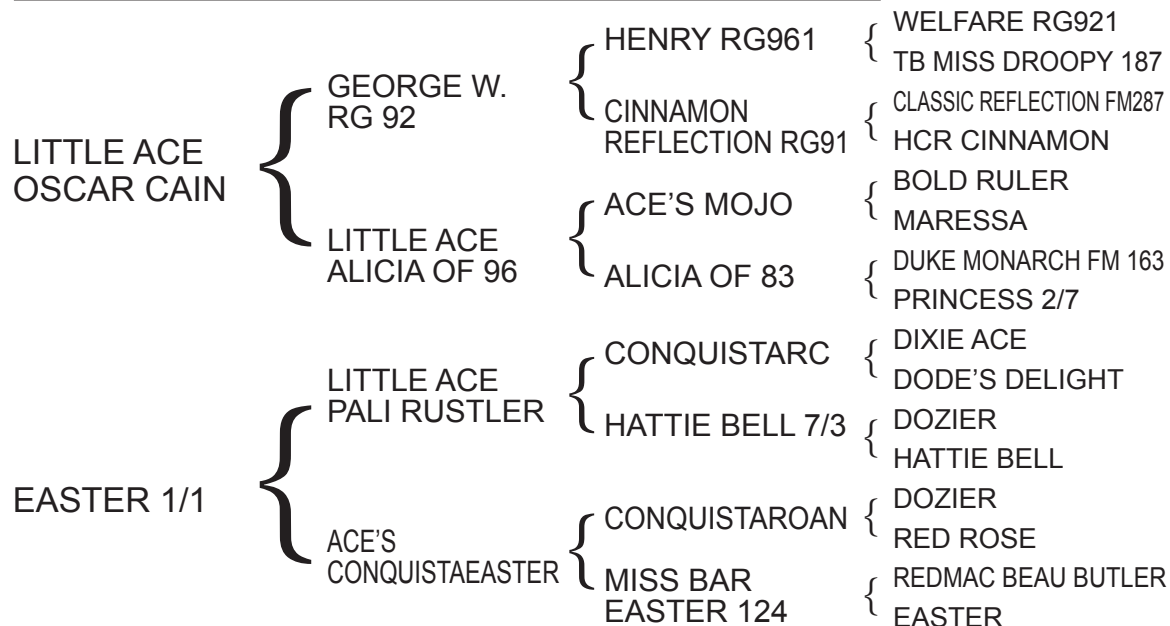 LITTLE ACE
OSCAR CAIN
GEORGE W.
RG 92
HENRY RG961
WELFARE RG921
TB MISS DROOPY 187
CINNAMON
REFLECTION RG91
CLASSIC REFLECTION FM287
HCR CINNAMON
LITTLE ACE
ALICIA OF 96
ACE'S MOJO
BOLD RULER
MARESSA
ALICIA OF 83
DUKE MONARCH FM 163
PRINCESS 2/7
EASTER 1/1
LITTLE ACE
PALI RUSTLER
CONQUISTARC
DIXIE ACE
DODE'S DELIGHT
HATTIE BELL 7/3
DOZIER
HATTIE BELL
ACE'S
CONQUISTAEASTER
CONQUISTAROAN
DOZIER
RED ROSE
MISS BAR
EASTER 124
REDMAC BEAU BUTLER
EASTER